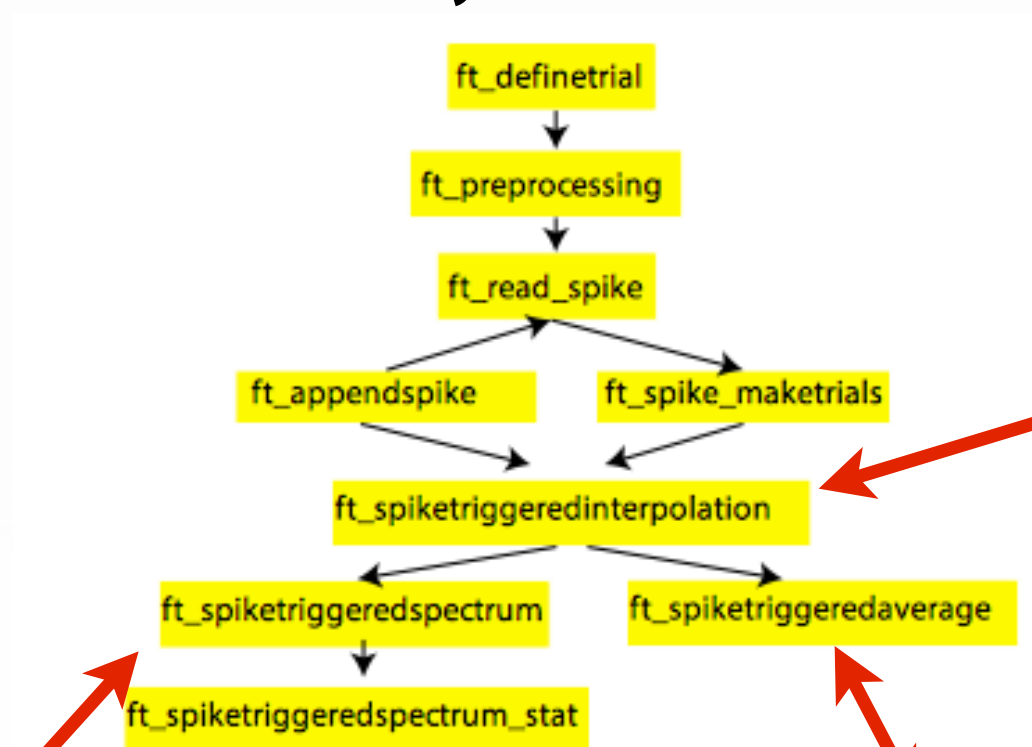 ft_definetrial
ft_preprocessing
ft_read_spike
ft_appendspike
ft_spike_maketrials
ft_spiketriggeredinterpolation
ft_spiketriggeredspectrum
ft_spiketriggeredaverage
ft_spiketriggeredspectrum_stat